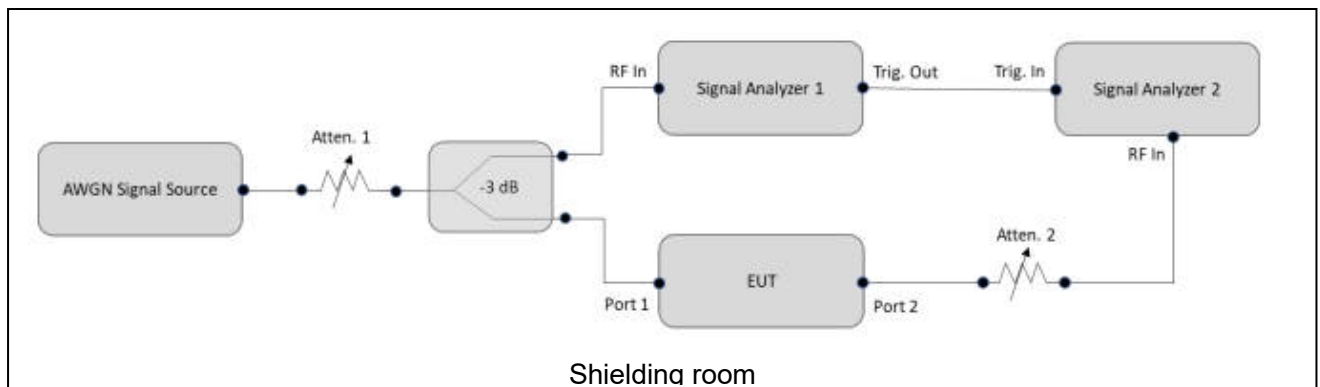 RF In
Signal Analyzer 1
Trig. Out
Trig. In
Signal Analyzer 2
RF In
Atten. 1
AWGN Signal Source
-3 dB
Atten. 2
EUT
Port 1
Port 2
Shielding room